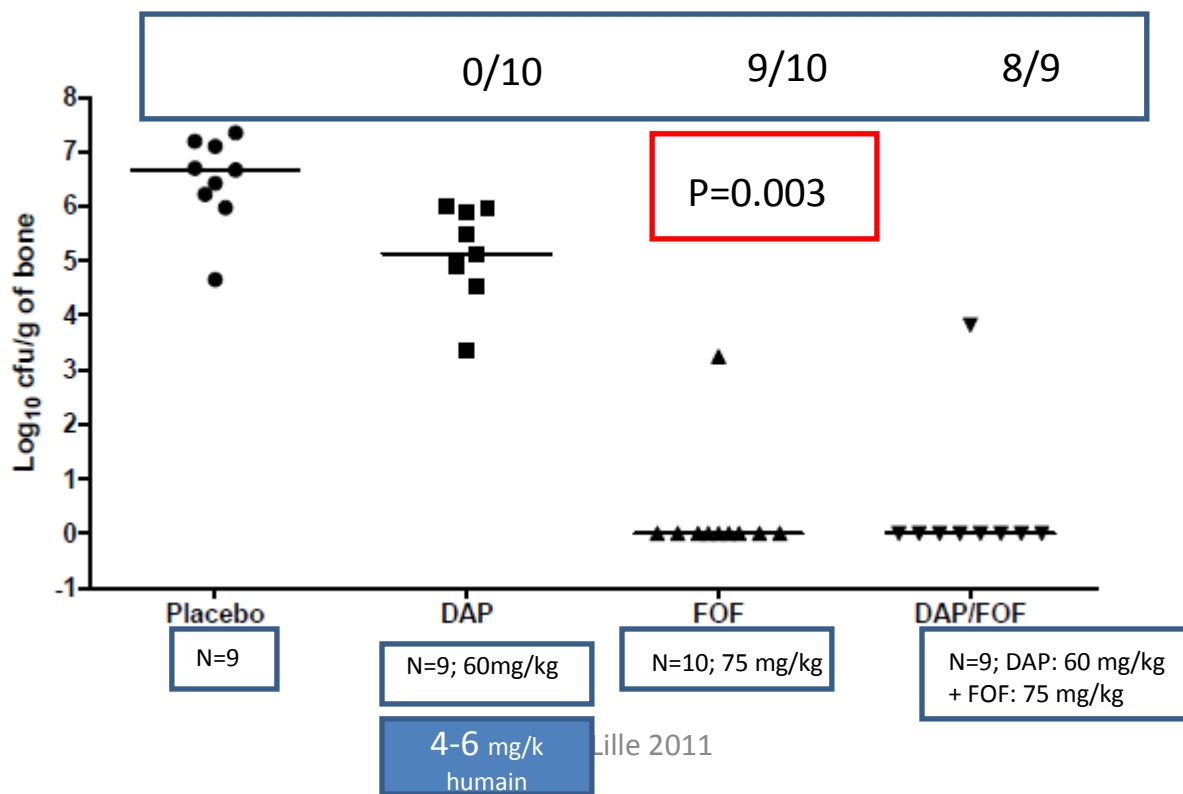 0/10 9/10 8/9
8
7
6
5
4
3
2
1
0
-1
Log10 cfu/g of bone
P=0.003
Placebo DAP FOF DAP/FOF
N=9
N=9; 60mg/kg
N=10; 75 mg/kg
N=9; DAP: 60 mg/kg
+ FOF: 75 mg/kg
4-6 mg/k
humain
Lille 2011